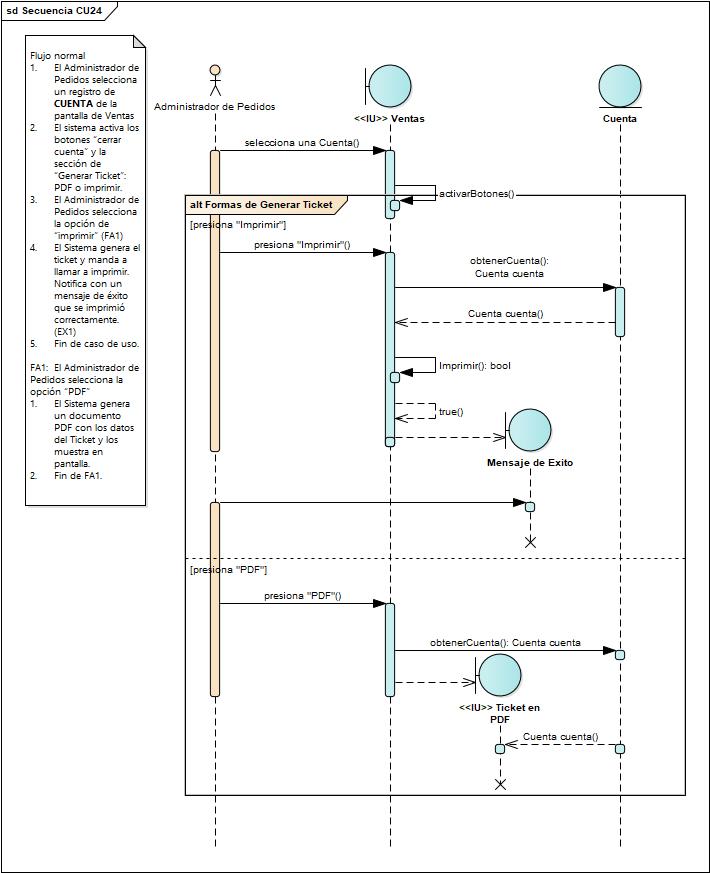 sd Secuencia CU24
Flujo normal
1. El Administrador de
Pedidos selecciona
un registro de
CUENTA de la
pantalla de Ventas
2. El sistema activa los
botones "cerrar
cuenta" y la
sección de
"Generar Ticket":
PDF o imprimir.
3. El Administrador de
Pedidos selecciona
la opción de
"imprimir" (FA1)
4. El Sistema genera el
ticket y manda a
llamar a imprimir.
Notifica con un
mensaje de éxito
que se imprimió
correctamente.
(EX1)
5. Fin de caso de uso.
FA1: El Administrador de
Pedidos selecciona la
opción "PDF"
1. El Sistema genera
un documento
PDF con los datos
del Ticket y los
muestra en
pantalla.
2. Fin de FA1.
Administrador de Pedidos
<<IU>> Ventas
Cuenta
selecciona una Cuenta()
activarBotones()
alt Formas de Generar Ticket
[presiona "Imprimir"]
presiona "Imprimir"()
obtenerCuenta():
Cuenta cuenta
Cuenta cuenta()
Imprimir(): bool
true()
Mensaje de Exito
[presiona "PDF"]
presiona "PDF"()
obtenerCuenta(): Cuenta cuenta
<<IU>> Ticket en
PDF
Cuenta cuenta()